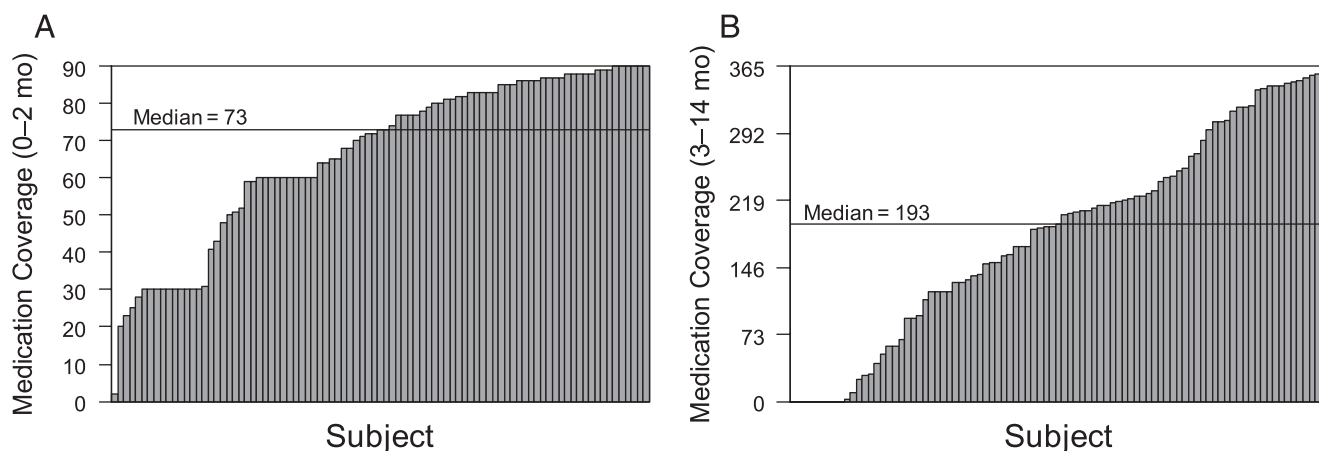 A
Medication Coverage (0–2 mo)
90
80
70
60
50
40
30
20
10
0
Median = 73
Subject
B
Medication Coverage (3–14 mo)
365
292
219
146
73
0
Median = 193
Subject